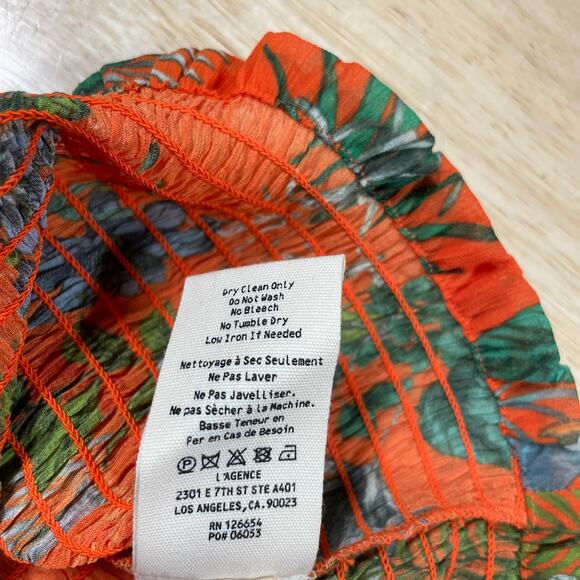 Dry Clean Only
Do Not Wash
No Bleach
No Tumble Dry
Low Iron If Needed
Nettoyage à Sec Seulement
Ne Pas Laver
Ne Pas Javelliser.
Ne pas Sècher à la Machine.
Basse Teneur en
Fer en Cas de Besoin
P
L'AGENCE
2301 E 7TH ST STE A401
LOS ANGELES, CA.90023
RN 126654
PO# 06053